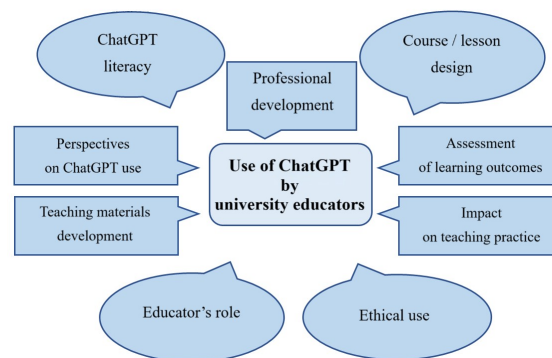 ChatGPT
literacy
Professional
development
Course / lesson
design
Perspectives
on ChatGPT use
Use of ChatGPT
by
university educators
Assessment
of learning outcomes
Teaching materials
development
Impact
on teaching practice
Educator’s role
Ethical use